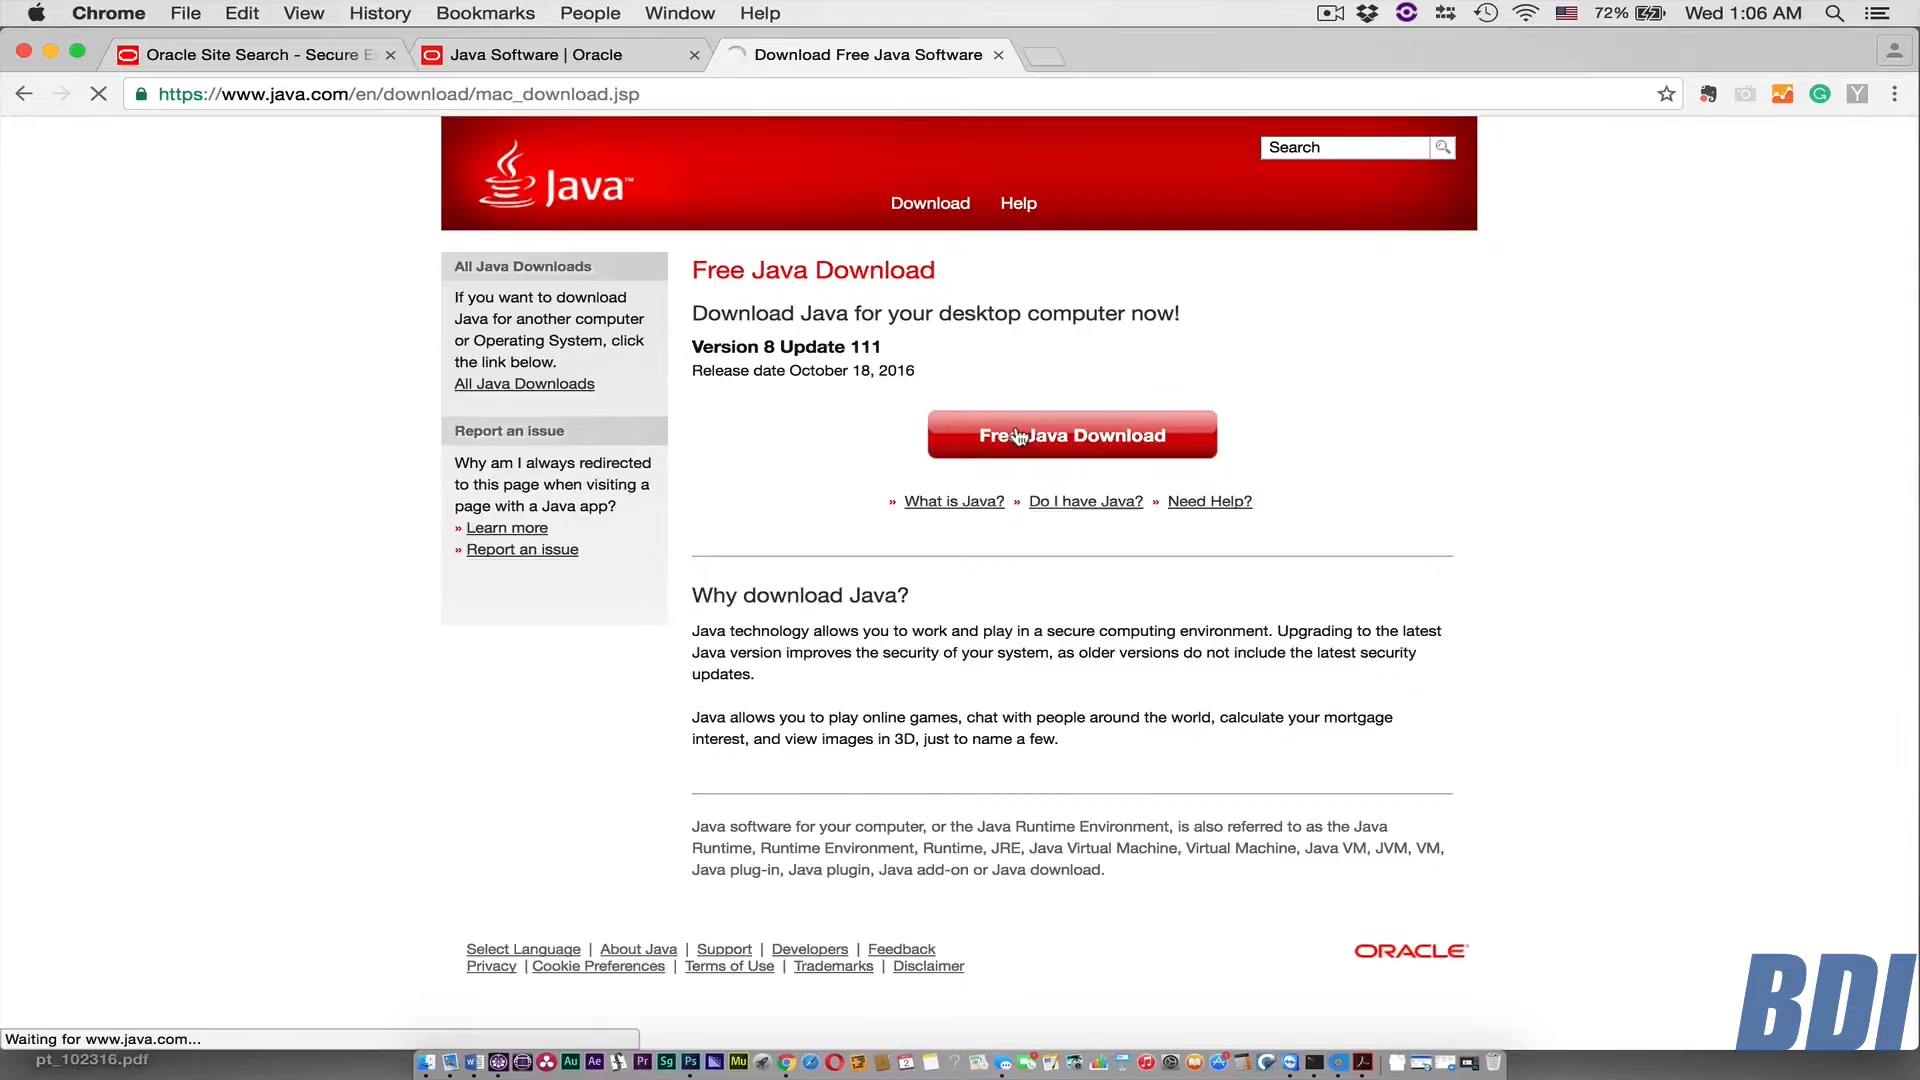 Chrome File Edit View History Bookmarks People Window Help 72% Wed 1:06 AM
Oracle Site Search - Secure E Java Software | Oracle Download Free Java Software
https://www.java.com/en/download/mac_download.jsp
Java™
Search
Download Help
All Java Downloads
If you want to download
Java for another computer
or Operating System, click
the link below.
All Java Downloads
Report an issue
Why am I always redirected
to this page when visiting a
page with a Java app?
» Learn more
» Report an issue
Free Java Download
Download Java for your desktop computer now!
Version 8 Update 111
Release date October 18, 2016
Free Java Download
» What is Java? » Do I have Java? » Need Help?
Why download Java?
Java technology allows you to work and play in a secure computing environment. Upgrading to the latest
Java version improves the security of your system, as older versions do not include the latest security
updates.
Java allows you to play online games, chat with people around the world, calculate your mortgage
interest, and view images in 3D, just to name a few.
Java software for your computer, or the Java Runtime Environment, is also referred to as the Java
Runtime, Runtime Environment, Runtime, JRE, Java Virtual Machine, Virtual Machine, Java VM, JVM, VM,
Java plug-in, Java plugin, Java add-on or Java download.
Select Language | About Java | Support | Developers | Feedback
Privacy | Cookie Preferences | Terms of Use | Trademarks | Disclaimer
ORACLE
BDI
Waiting for www.java.com...
pt_102316.pdf
Au Ae Pr Sg Ps Mu